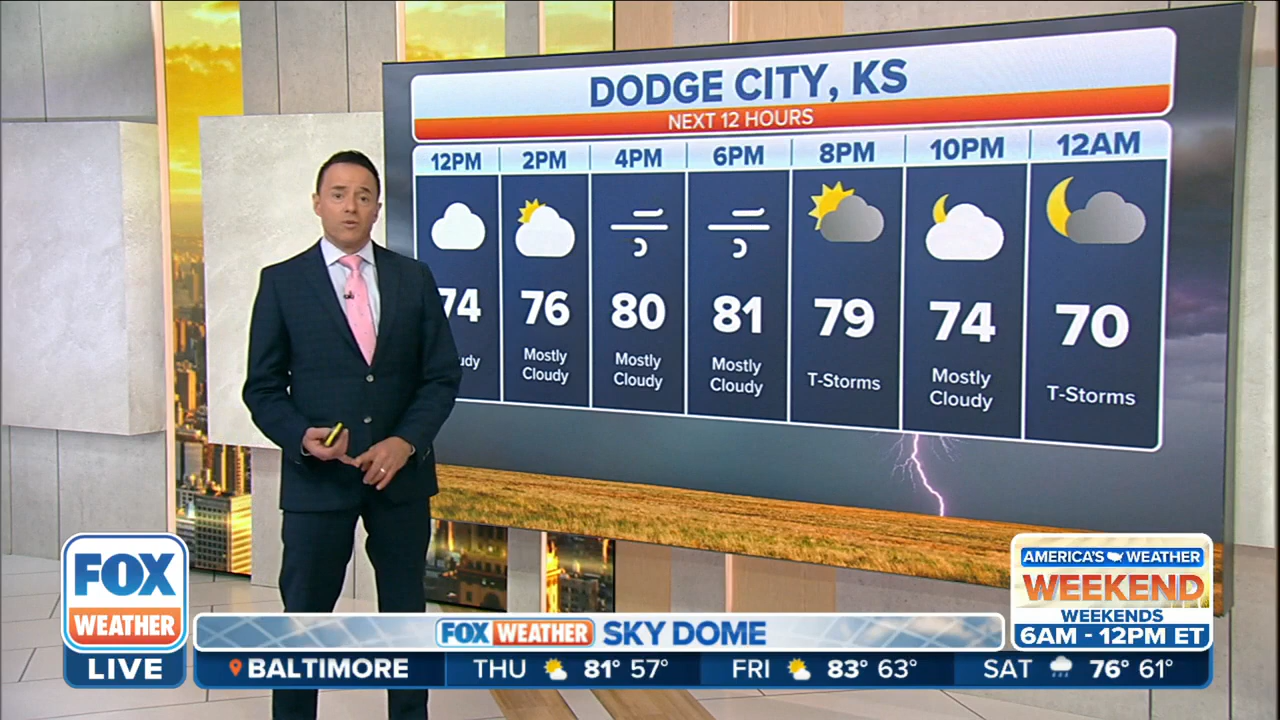 DODGE CITY, KS
NEXT 12 HOURS
12PM 2PM 4PM 6PM 8PM 10PM 12AM
74 76 80 81 79 74 70
Mostly Cloudy
Mostly Cloudy
Mostly Cloudy
T-Storms
Mostly Cloudy
T-Storms
FOX
WEATHER
LIVE
FOX WEATHER SKY DOME
BALTIMORE THU 81° 57° FRI 83° 63° SAT 76° 61°
AMERICA'S WEATHER
WEEKEND
WEEKENDS
6AM - 12PM ET